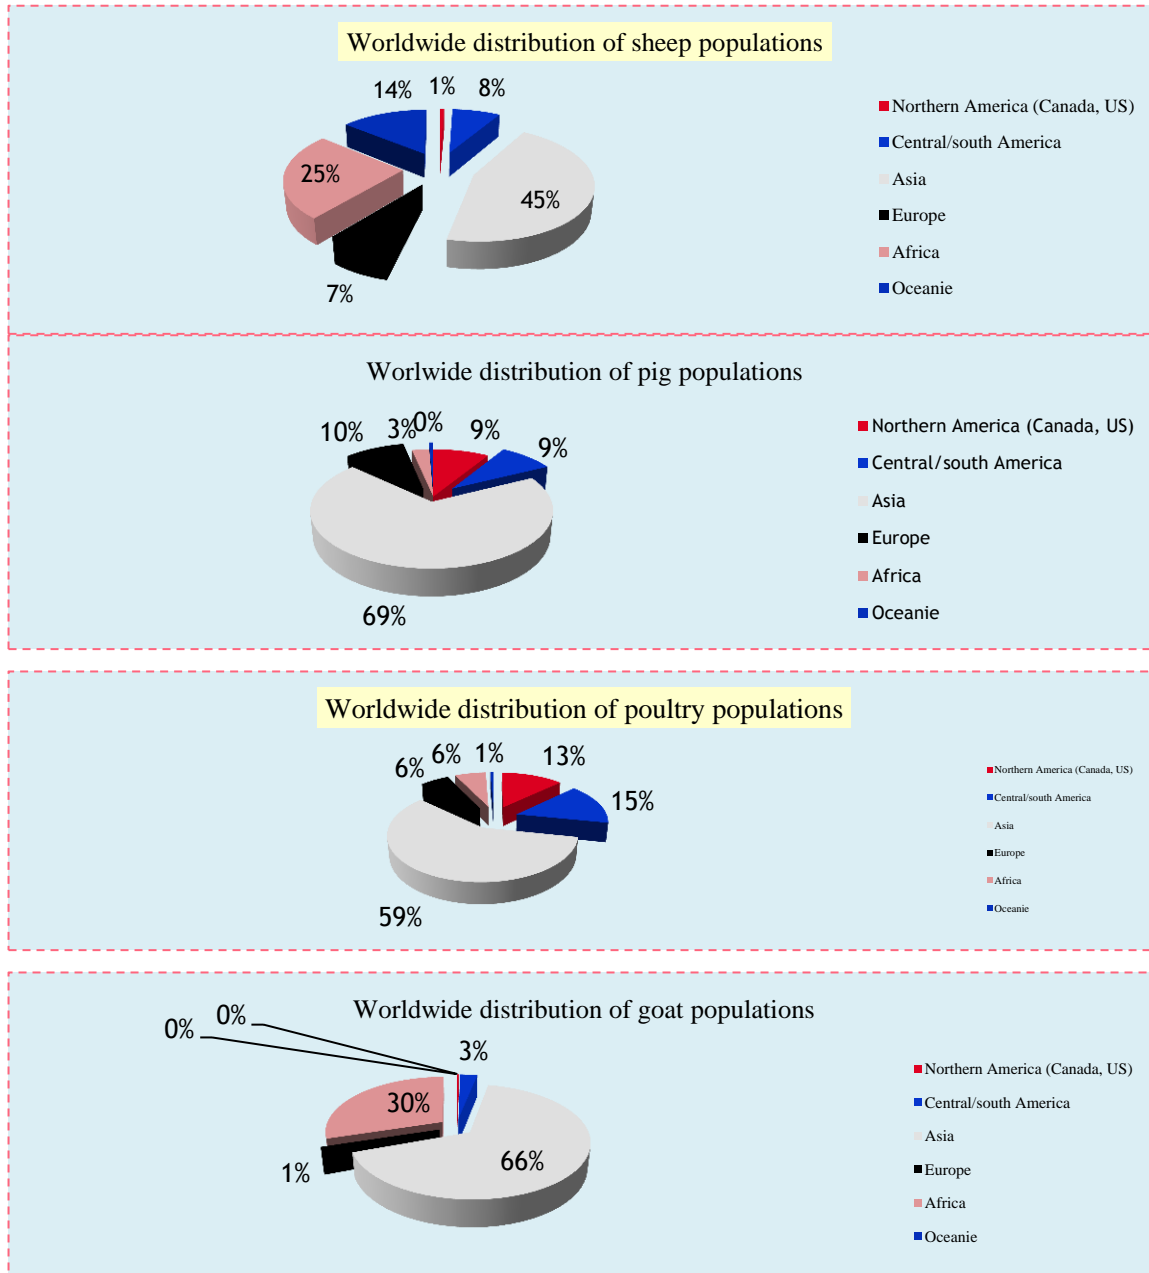 Worldwide distribution of sheep populations
14% 1% 8%
25%
45%
7%
Northern America (Canada, US)
Central/south America
Asia
Europe
Africa
Oceanie
Worlwide distribution of pig populations
10% 3% 0% 9% 9%
69%
Northern America (Canada, US)
Central/south America
Asia
Europe
Africa
Oceanie
Worldwide distribution of poultry populations
6% 6% 1% 13%
15%
59%
Northern America (Canada, US)
Central/south America
Asia
Europe
Africa
Oceanie
Worldwide distribution of goat populations
0% 0%
3%
30%
66%
1%
Northern America (Canada, US)
Central/south America
Asia
Europe
Africa
Oceanie